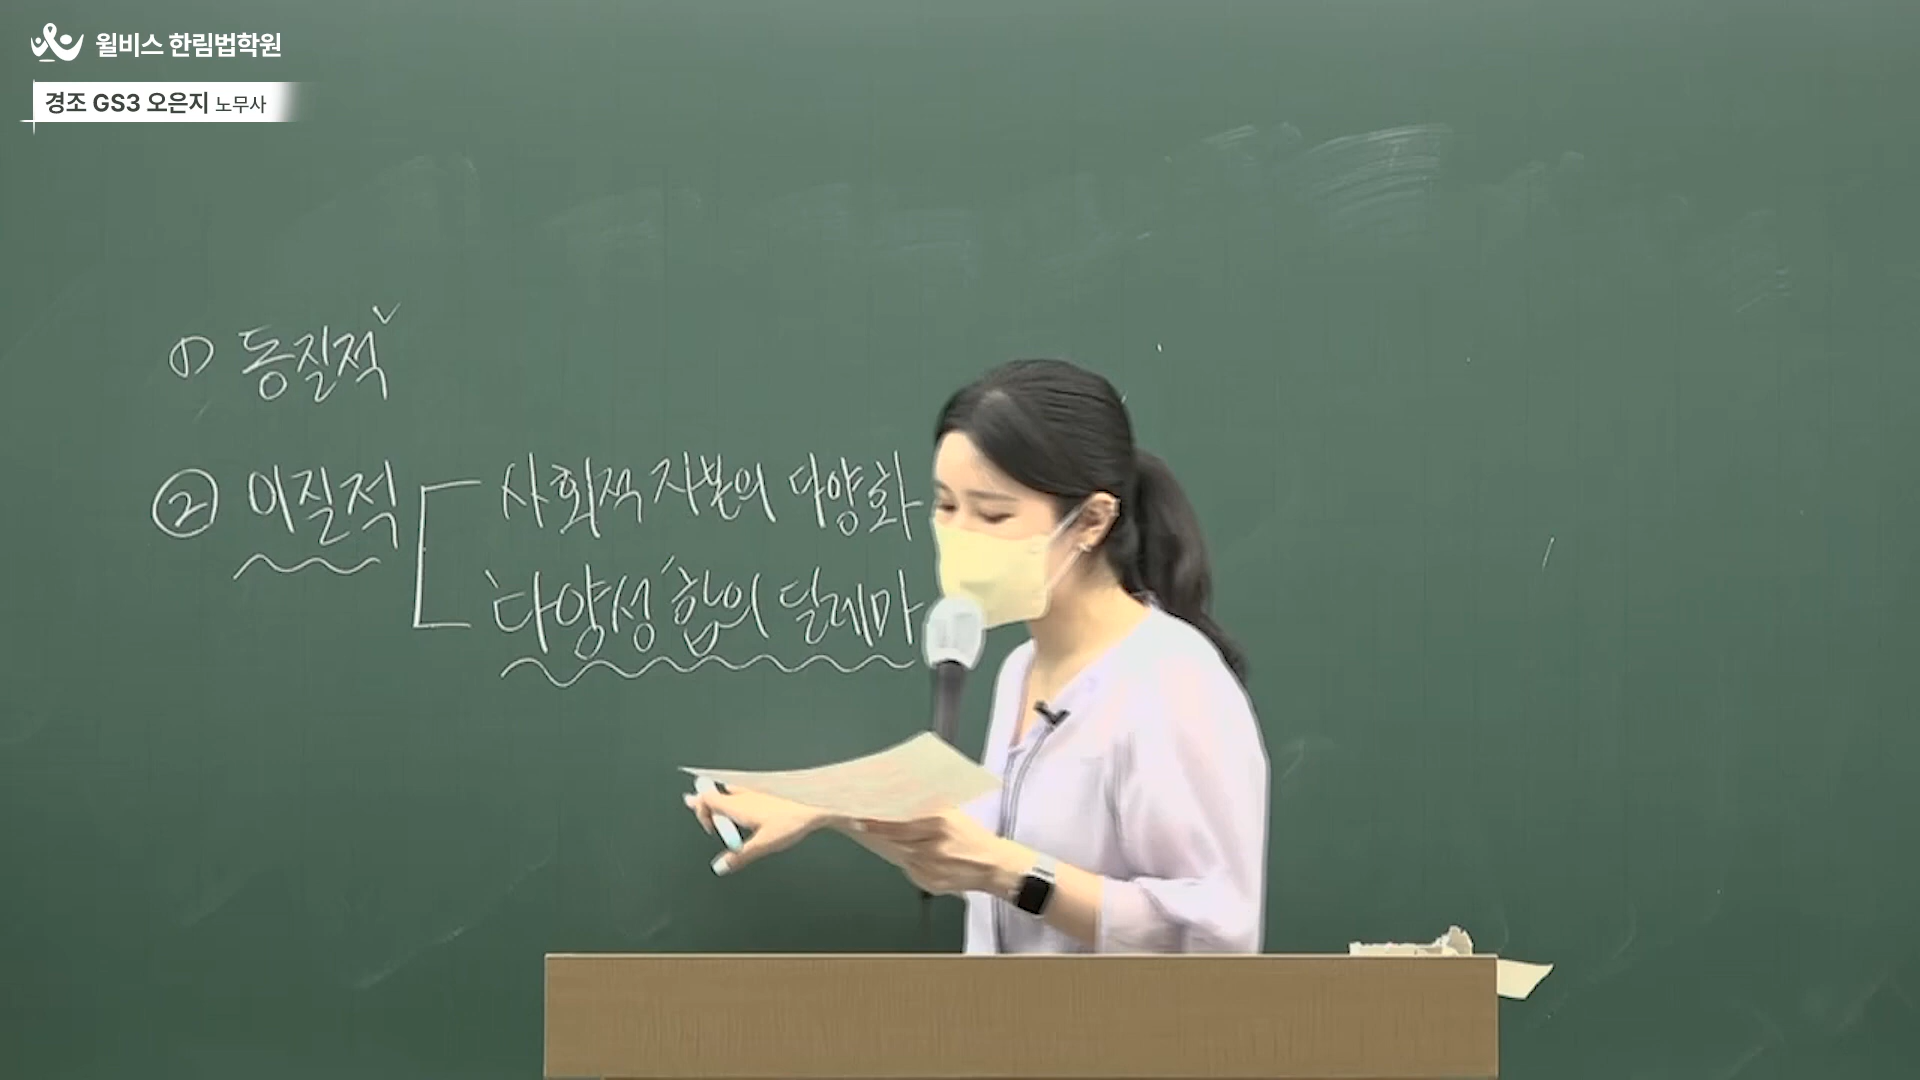 윌비스 한림법학원
경조 GS3 오은지 노무사
① 동질적
② 이질적
사회적 자본의 다양화
'다양성' 합의 딜레마